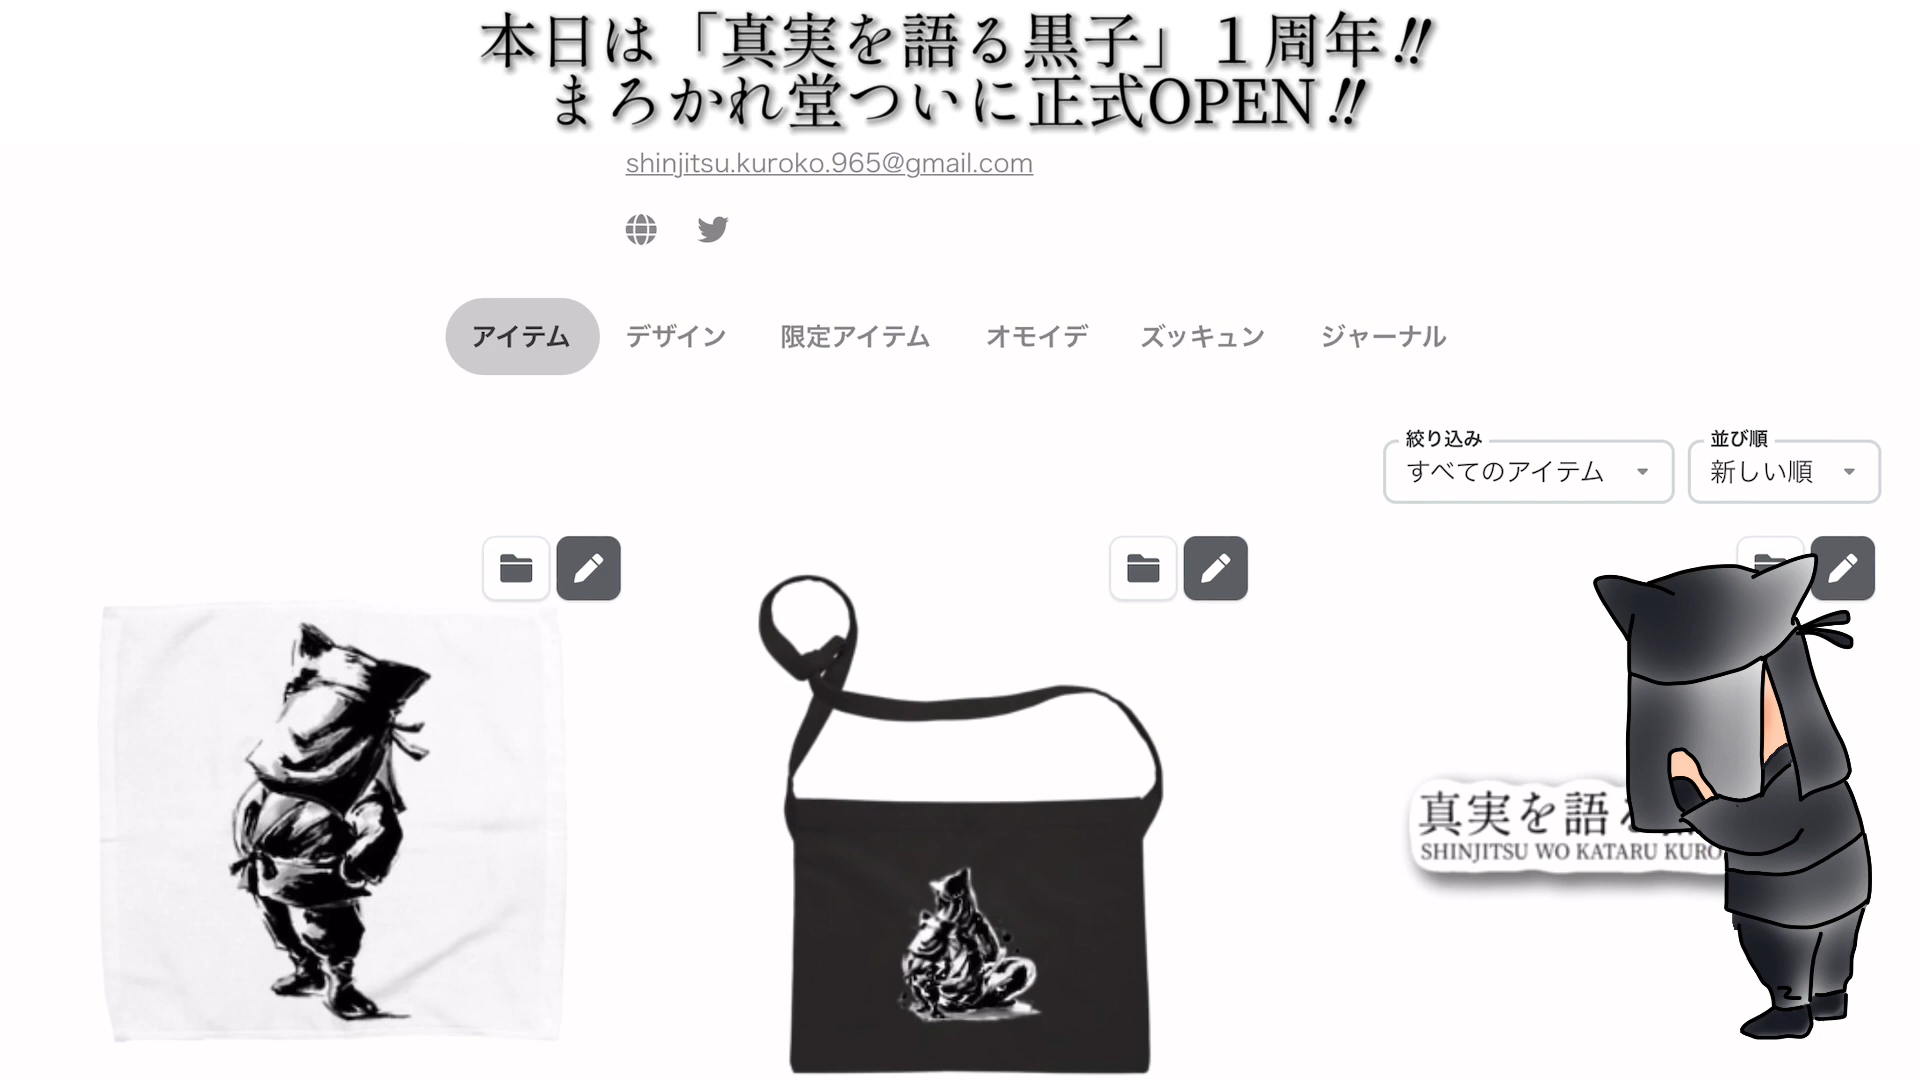 本日は「真実を語る黒子」１周年‼
まろかれ堂ついに正式OPEN‼
shinjitsu.kuroko.965@gmail.com
アイテム デザイン 限定アイテム オモイデ ズッキュン ジャーナル
絞り込み 並び順
すべてのアイテム 新しい順
真実を語
SHINJITSU WO KATARU KURO